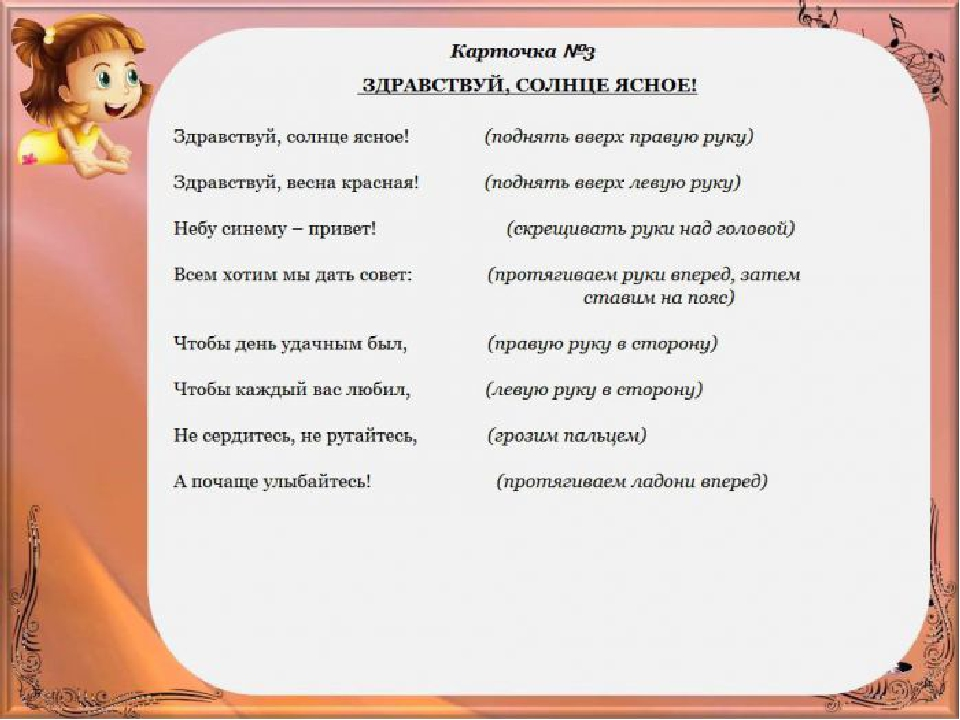 Карточка №3
ЗДРАВСТВУЙ, СОЛНЦЕ ЯСНОЕ!
Здравствуй, солнце ясное! (поднять вверх правую руку)
Здравствуй, весна красная! (поднять вверх левую руку)
Небу синему – привет! (скрещивать руки над головой)
Всем хотим мы дать совет: (протягиваем руки вперед, затем
ставим на пояс)
Чтобы день удачным был, (правую руку в сторону)
Чтобы каждый вас любил, (левую руку в сторону)
Не сердитесь, не ругайтесь, (грозим пальцем)
А почаще улыбайтесь! (протягиваем ладони вперед)